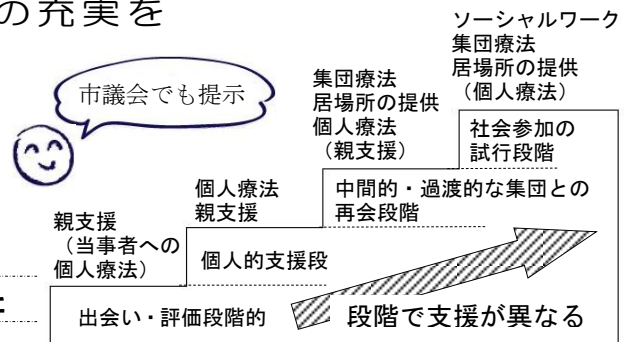 の充実を
市議会でも提示
ソーシャルワーク
集団療法
居場所の提供
（個人療法）
社会参加の
試行段階
集団療法
居場所の提供
個人療法
（親支援）
中間的・過渡的な集団との
再会段階
個人療法
親支援
個人的支援段
親支援
（当事者への
個人療法）
出会い・評価段階的
段階で支援が異なる